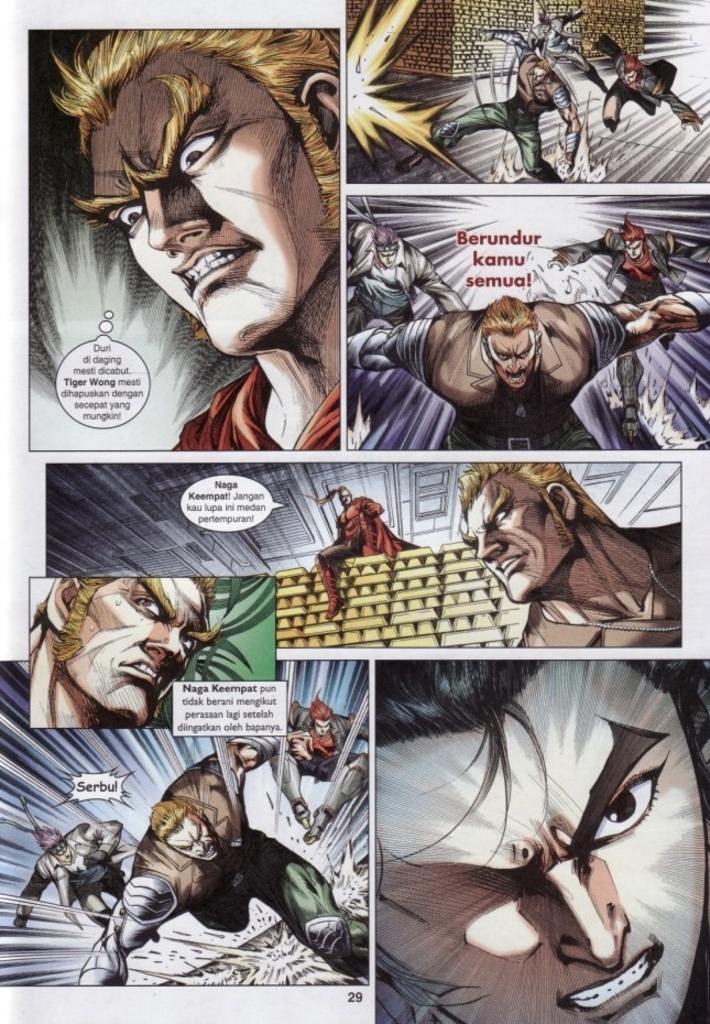 Duri
di daging
mesti dicabut.
Tiger Wong mesti
dihapuskan dengan
secepat yang
mungkin!
Berundur
kamu
semua!
Naga
Keempat! Jangan
kau lupa ini medan
pertempuran!
Naga Keempat pun
tidak berani mengikut
perasaan lagi setelah
diingatkan oleh bapanya.
Serbu!
29